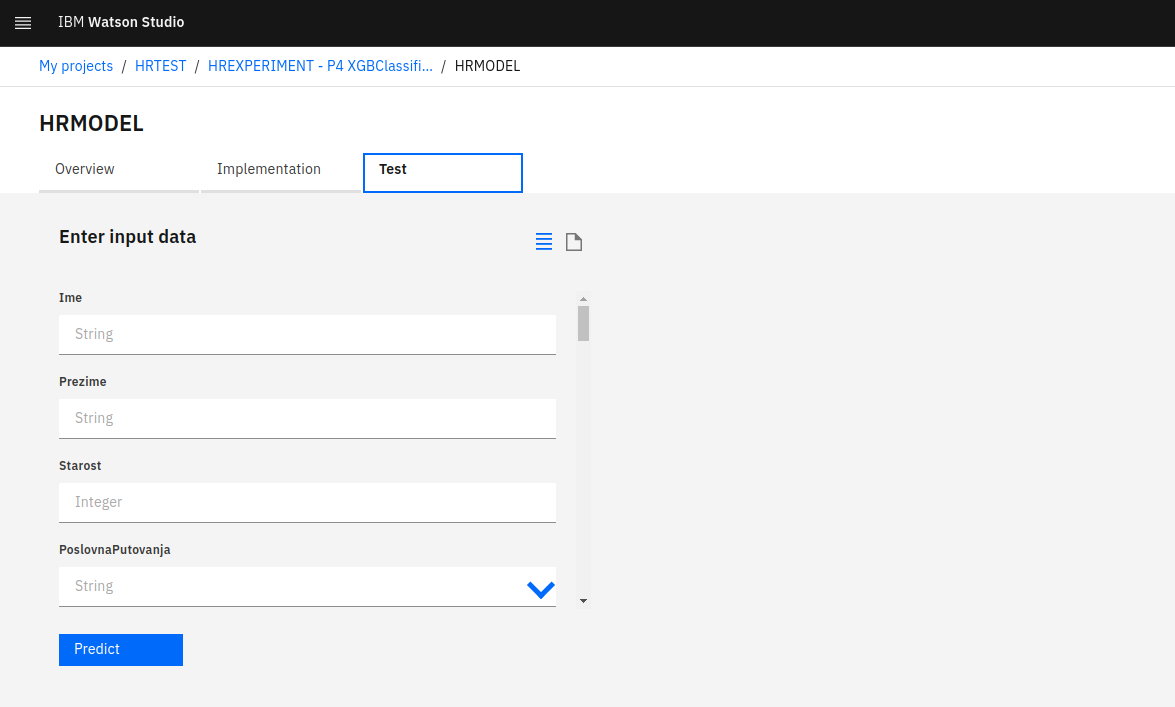 IBM Watson Studio
My projects / HRTEST / HREXPERIMENT - P4 XGBClassifi... / HRMODEL
HRMODEL
Overview Implementation Test
Enter input data
Ime
String
Prezime
String
Starost
Integer
PoslovnaPutovanja
String
Predict